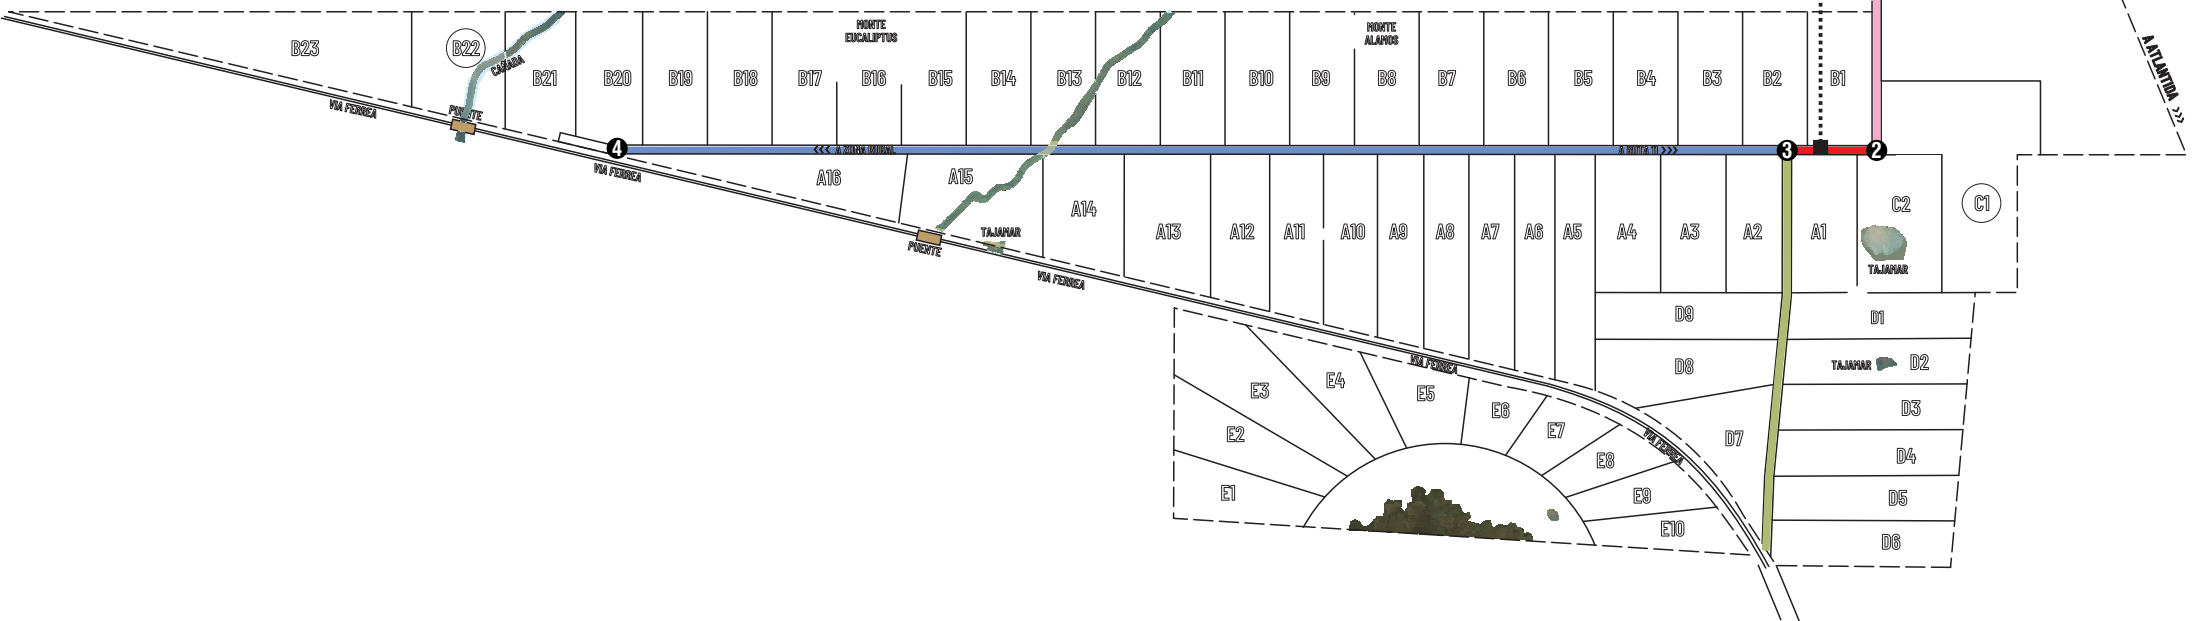 MONTE
EUCALIPTUS
MONTE
ALAMOS
A ATLANTIDA >>>
B23
B22
CAÑADA
B21
B20
B19
B18
B17
B16
B15
B14
B13
B12
B11
B10
B9
B8
B7
B6
B5
B4
B3
B2
B1
VIA FERREA
PUENTE
4
<<< A ZONA RURAL
A RUTA 11 >>>
3
2
VIA FERREA
A16
A15
A14
A13
A12
A11
A10
A9
A8
A7
A6
A5
A4
A3
A2
A1
C2
C1
TAJAMAR
PUENTE
TAJAMAR
VIA FERREA
D9
D1
VIA FERREA
D8
TAJAMAR
D2
E3
E4
E5
E6
E7
D3
E2
D7
VIA FERREA
E8
D4
E1
E9
D5
E10
D6